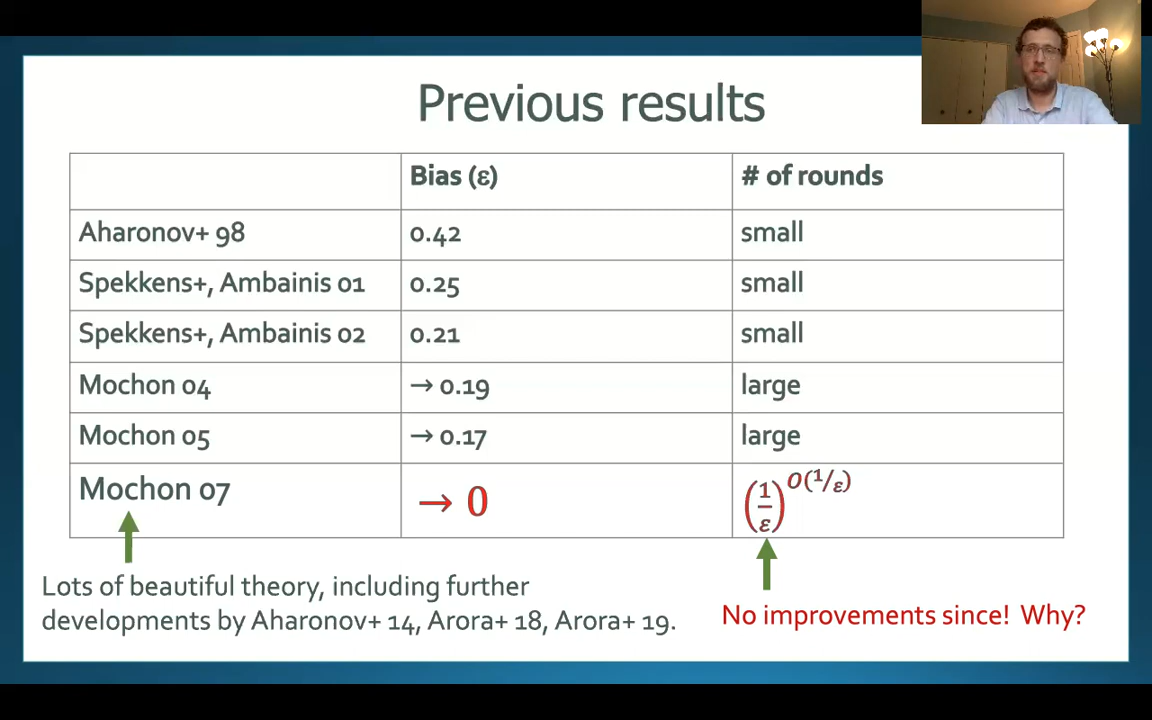 Previous results
Bias (ε) # of rounds
Aharonov+ 98 0.42 small
Spekkens+, Ambainis 01 0.25 small
Spekkens+, Ambainis 02 0.21 small
Mochon 04 → 0.19 large
Mochon 05 → 0.17 large
Mochon 07 → 0 (1/ε)^O(1/ε)
Lots of beautiful theory, including further
developments by Aharonov+ 14, Arora+ 18, Arora+ 19.
No improvements since! Why?